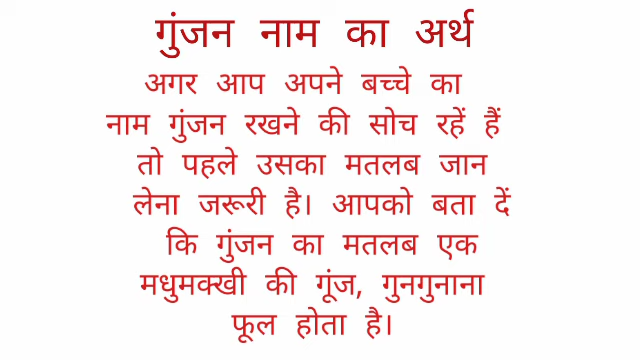 गुंजन नाम का अर्थ
अगर आप अपने बच्चे का
नाम गुंजन रखने की सोच रहें हैं
तो पहले उसका मतलब जान
लेना जरूरी है। आपको बता दें
कि गुंजन का मतलब एक
मधुमक्खी की गूंज, गुनगुनाना
फूल होता है।